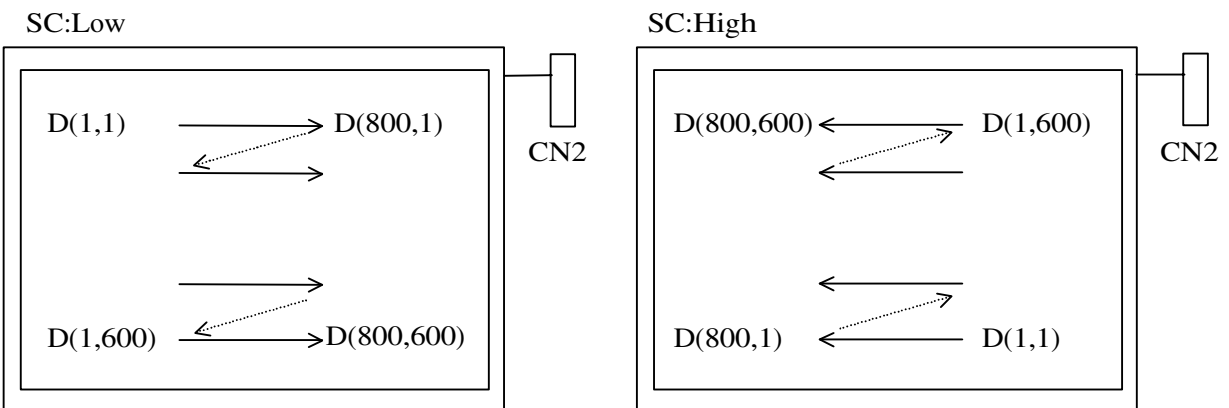 SC:Low
D(1,1) D(800,1)
CN2
D(1,600) D(800,600)
SC:High
D(800,600) D(1,600)
CN2
D(800,1) D(1,1)